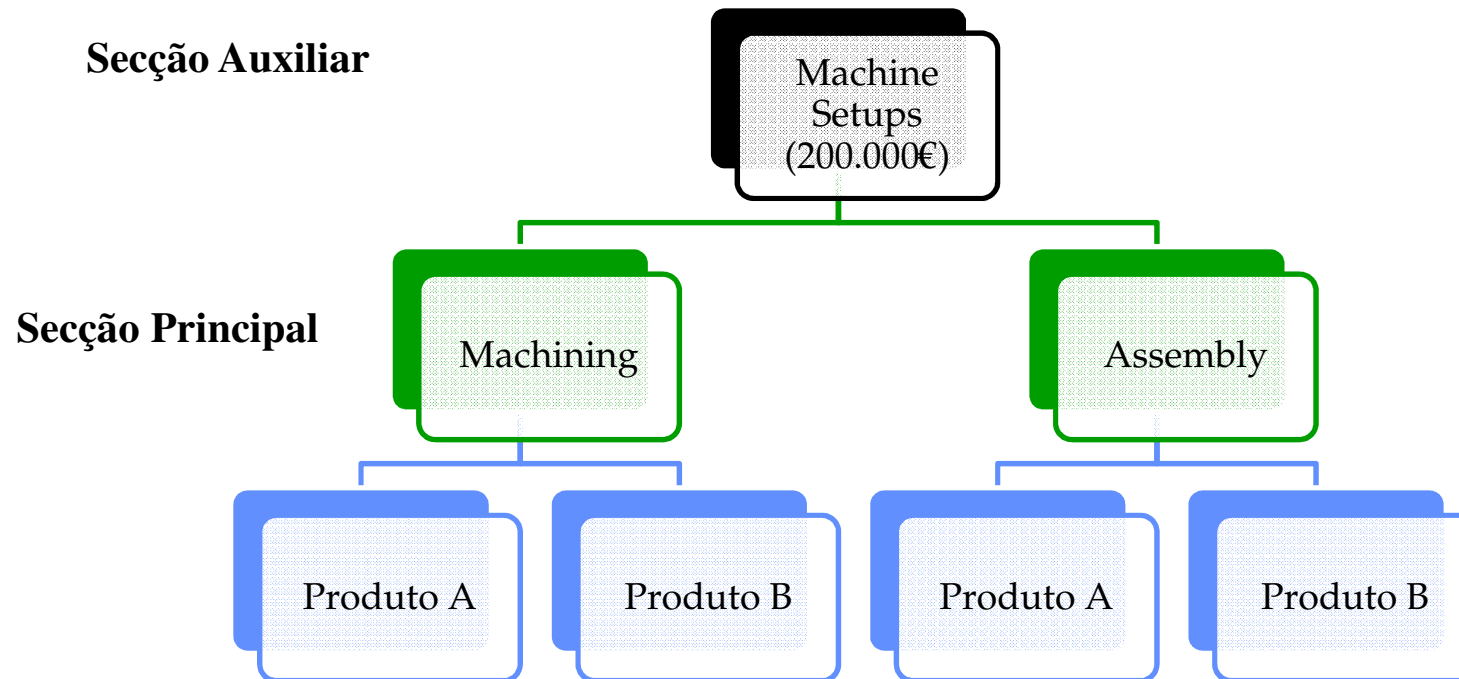 Secção Auxiliar
Machine
Setups
(200.000€)
Secção Principal
Machining
Assembly
Produto A
Produto B
Produto A
Produto B